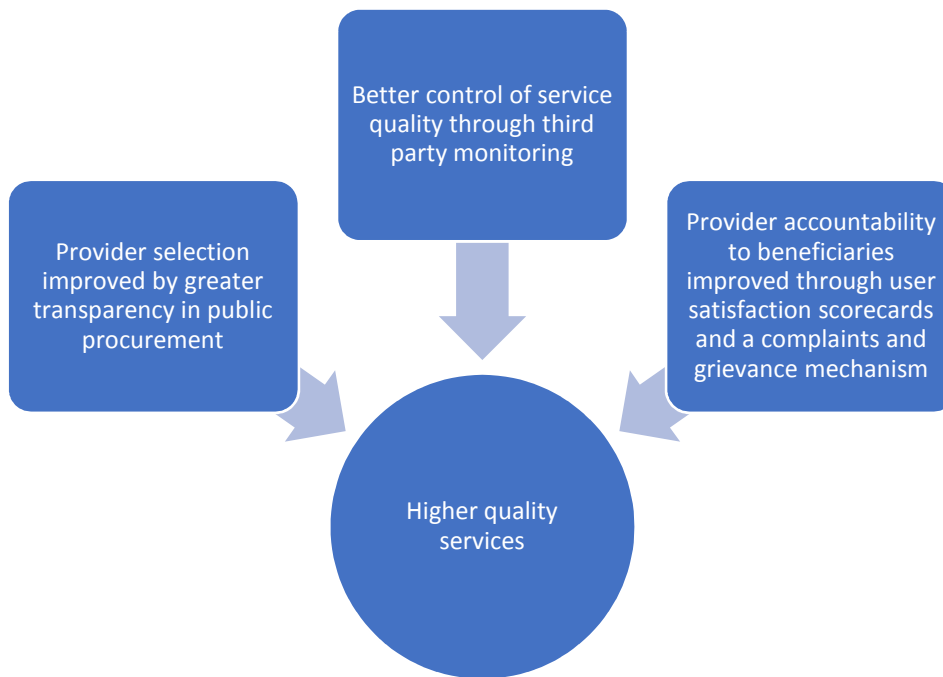 Better control of service
quality through third
party monitoring
Provider selection
improved by greater
transparency in public
procurement
Provider accountability
to beneficiaries
improved through user
satisfaction scorecards
and a complaints and
grievance mechanism
Higher quality
services